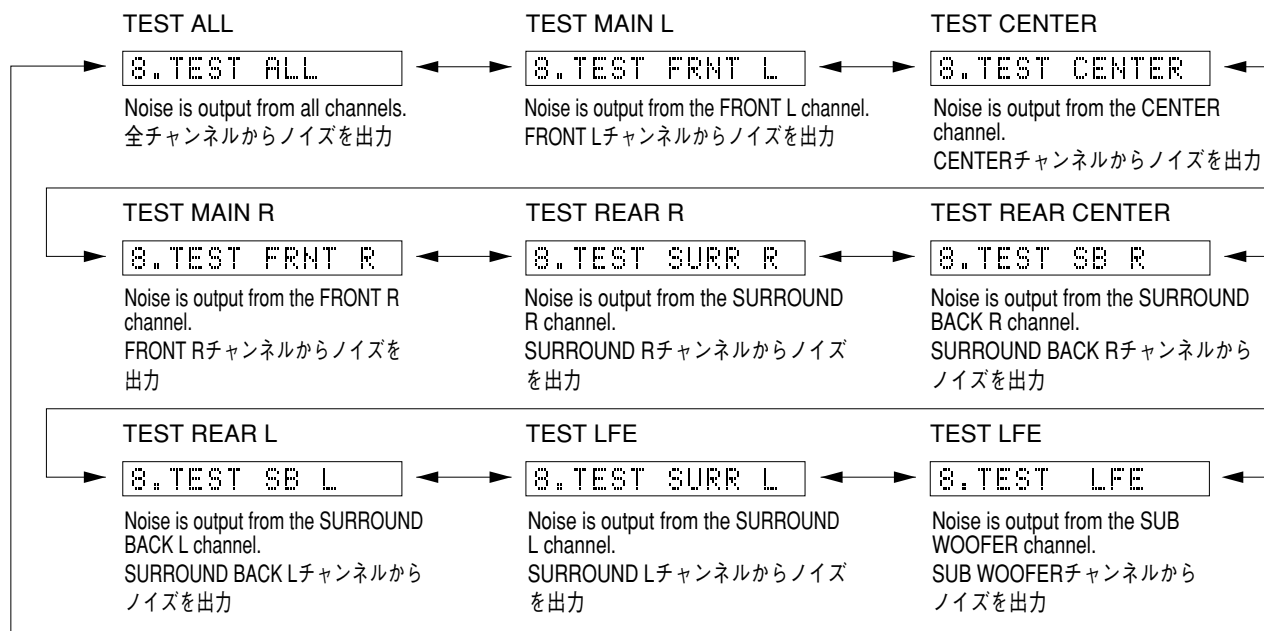 TEST ALL
8.TEST ALL
Noise is output from all channels.
全チャンネルからノイズを出力
TEST MAIN L
8.TEST FRNT L
Noise is output from the FRONT L channel.
FRONT Lチャンネルからノイズを出力
TEST CENTER
8.TEST CENTER
Noise is output from the CENTER
channel.
CENTERチャンネルからノイズを出力
TEST MAIN R
8.TEST FRNT R
Noise is output from the FRONT R
channel.
FRONT Rチャンネルからノイズを
出力
TEST REAR R
8.TEST SURR R
Noise is output from the SURROUND
R channel.
SURROUND Rチャンネルからノイズ
を出力
TEST REAR CENTER
8.TEST SB R
Noise is output from the SURROUND
BACK R channel.
SURROUND BACK Rチャンネルから
ノイズを出力
TEST REAR L
8.TEST SB L
Noise is output from the SURROUND
BACK L channel.
SURROUND BACK Lチャンネルから
ノイズを出力
TEST LFE
8.TEST SURR L
Noise is output from the SURROUND
L channel.
SURROUND Lチャンネルからノイズ
を出力
TEST LFE
8.TEST LFE
Noise is output from the SUB
WOOFER channel.
SUB WOOFERチャンネルから
ノイズを出力